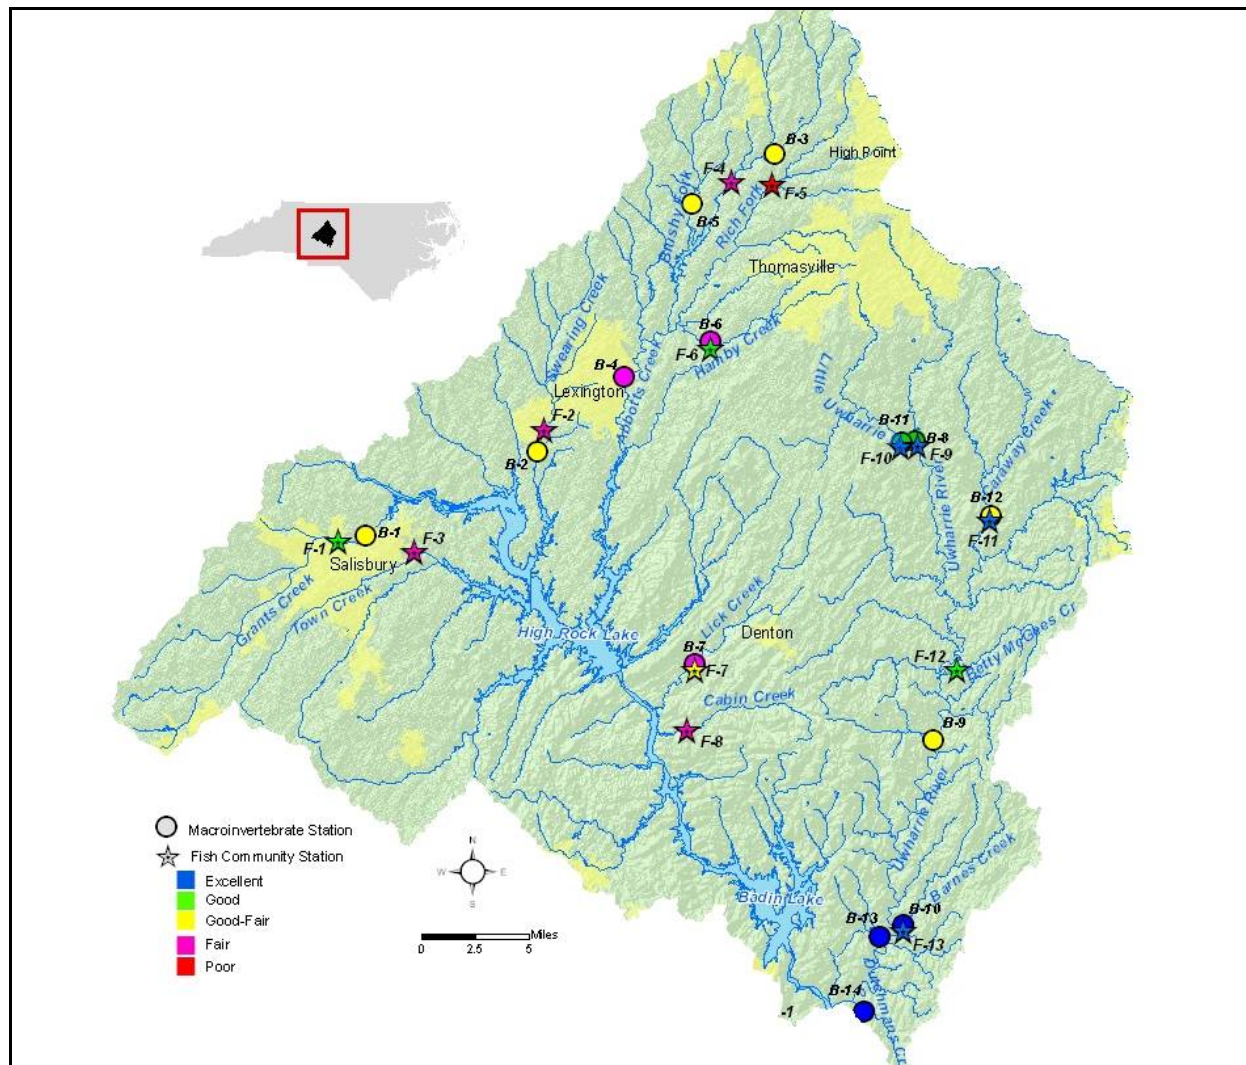 B-3
High Point
F-4
F-5
Brushy Fork
Rich Fork
B-5
Thomasville
Swearing Creek
B-6
F-6
Hamby Creek
B-4
Abbotts Creek
Lexington
Little
Uwharrie
F-2
B-2
B-11
B-8
F-10
F-9
Caraway Creek
Uwharrie River
B-12
F-11
B-1
F-1
F-3
Salisbury
Grants Creek
Town Creek
High Rock Lake
Lick Creek
Denton
B-7
F-7
Betty McGees Cr
F-12
Cabin Creek
F-8
B-9
Uwharrie River
Barnes Creek
Badin Lake
B-13
B-10
F-13
B-14
Dutchmans Cr
-1
Macroinvertebrate Station
Fish Community Station
Excellent
Good
Good-Fair
Fair
Poor
N
W
E
S
Miles
0 2.5 5